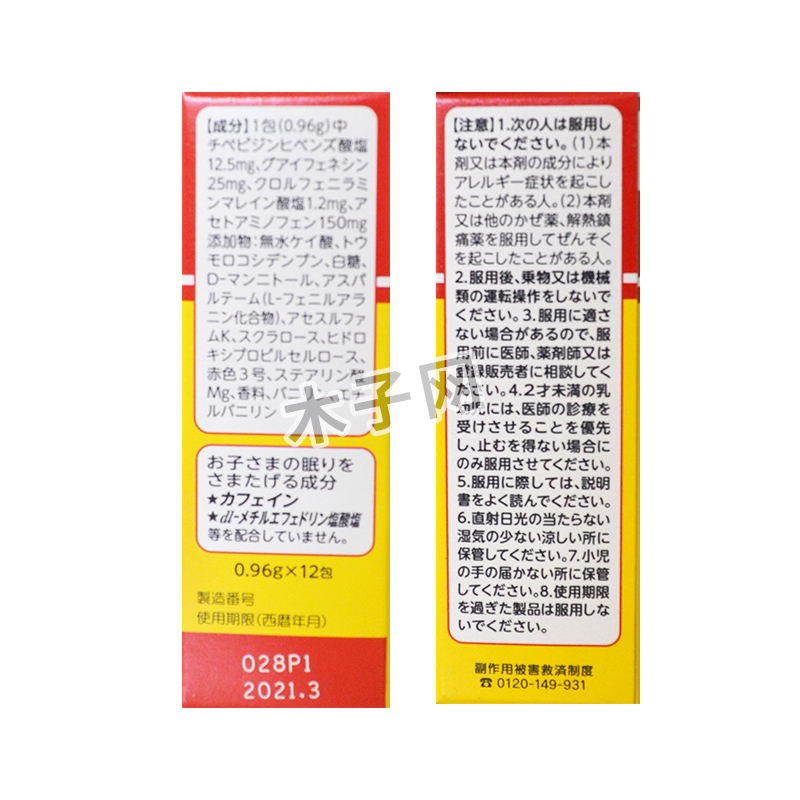 【成分】1包(0.96g)中
チペピジンヒベンズ酸塩
12.5mg、グアイフェネシン
25mg、クロルフェニラミ
ンマレイン酸塩1.2mg、ア
セトアミノフェン150mg
添加物:無水ケイ酸、トウ
モロコシデンプン、白糖、
D-マンニトール、アスパ
ルテーム(L-フェニルアラ
ニン化合物)、アセスルファ
ムK、スクラロース、ヒドロ
キシプロピルセルロース、
赤色3号、ステアリン酸
Mg、香料、バニリン、エチ
ルバニリン
お子さまの眠りを
さまたげる成分
★カフェイン
★dl-メチルエフェドリン塩酸塩
等を配合していません。
0.96g×12包
製造番号
使用期限(西暦年月)
028P1
2021.3
【注意】1.次の人は服用し
ないでください。(1)本
剤又は本剤の成分により
アレルギー症状を起こし
たことがある人。(2)本剤
又は他のかぜ薬、解熱鎮
痛薬を服用してぜんそく
を起こしたことがある人。
2.服用後、乗物又は機械
類の運転操作をしないで
ください。3.服用に適さ
ない場合があるので、服
用前に医師、薬剤師又は
録販売者に相談してく
ださい。4.2才未満の乳
幼児には、医師の診療を
受けさせることを優先
し、止むを得ない場合に
のみ服用させてください。
5.服用に際しては、説明
書をよく読んでください。
6.直射日光の当たらない
湿気の少ない涼しい所に
保管してください。7.小児
の手の届かない所に保管
してください。8.使用期限
を過ぎた製品は服用しな
いでください。
副作用被害救済制度
☎0120-149-931
木子网